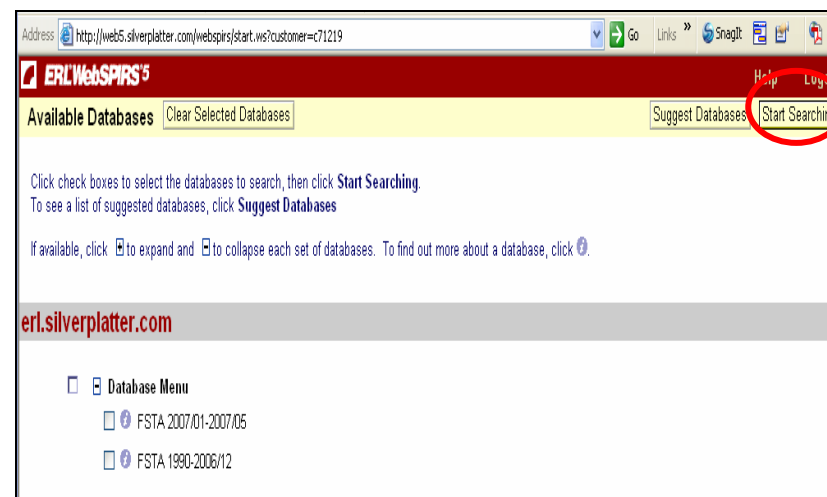 Address http://web5.silverplatter.com/webspirs/start.ws?customer=c71219 Go Links » SnagIt
ERL WebSPIRS 5 Help
Available Databases Clear Selected Databases Suggest Databases Start Searchin
Click check boxes to select the databases to search, then click Start Searching.
To see a list of suggested databases, click Suggest Databases
If available, click + to expand and - to collapse each set of databases. To find out more about a database, click i.
erl.silverplatter.com
Database Menu
FSTA 2007/01-2007/05
FSTA 1990-2006/12